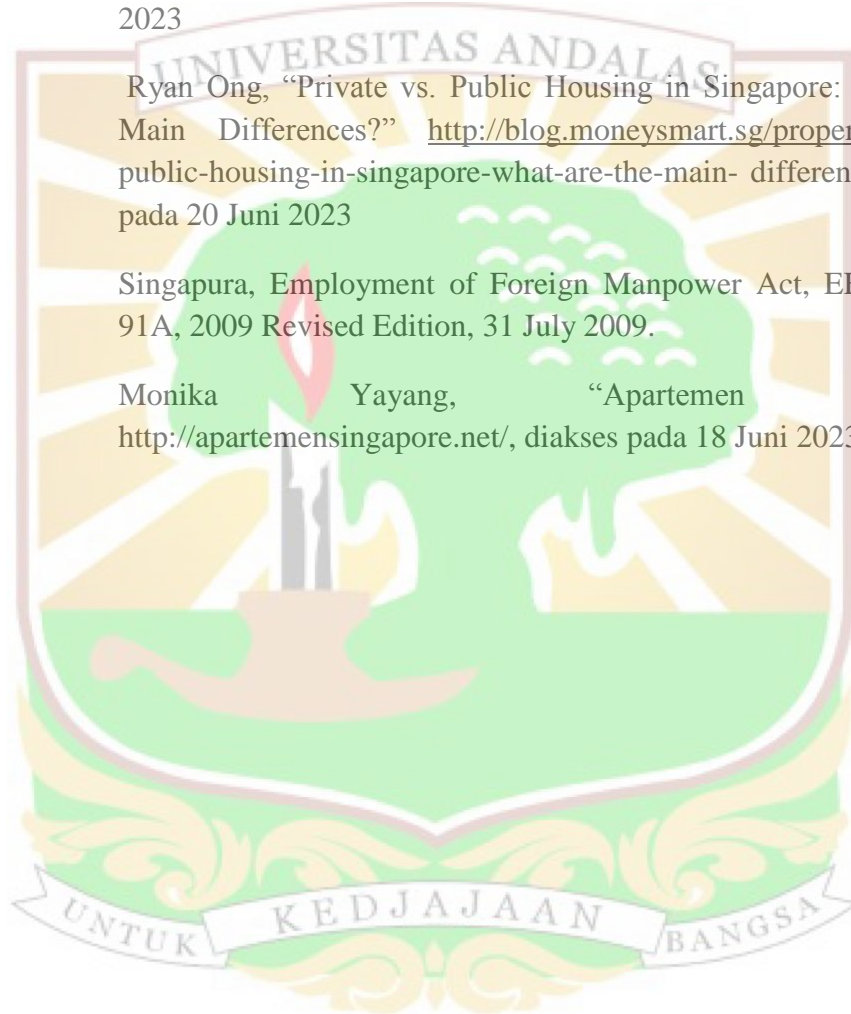 2023
UNIVERSITAS ANDALAS
Ryan Ong, “Private vs. Public Housing in Singapore:
Main Differences?” http://blog.moneysmart.sg/proper
public-housing-in-singapore-what-are-the-main- differen
pada 20 Juni 2023
Singapura, Employment of Foreign Manpower Act,
91A, 2009 Revised Edition, 31 July 2009.
Monika Yayang, “Apartemen
http://apartemensingapore.net/, diakses pada 18 Juni 2023
UNTUK KEDJAJAAN BANGSA